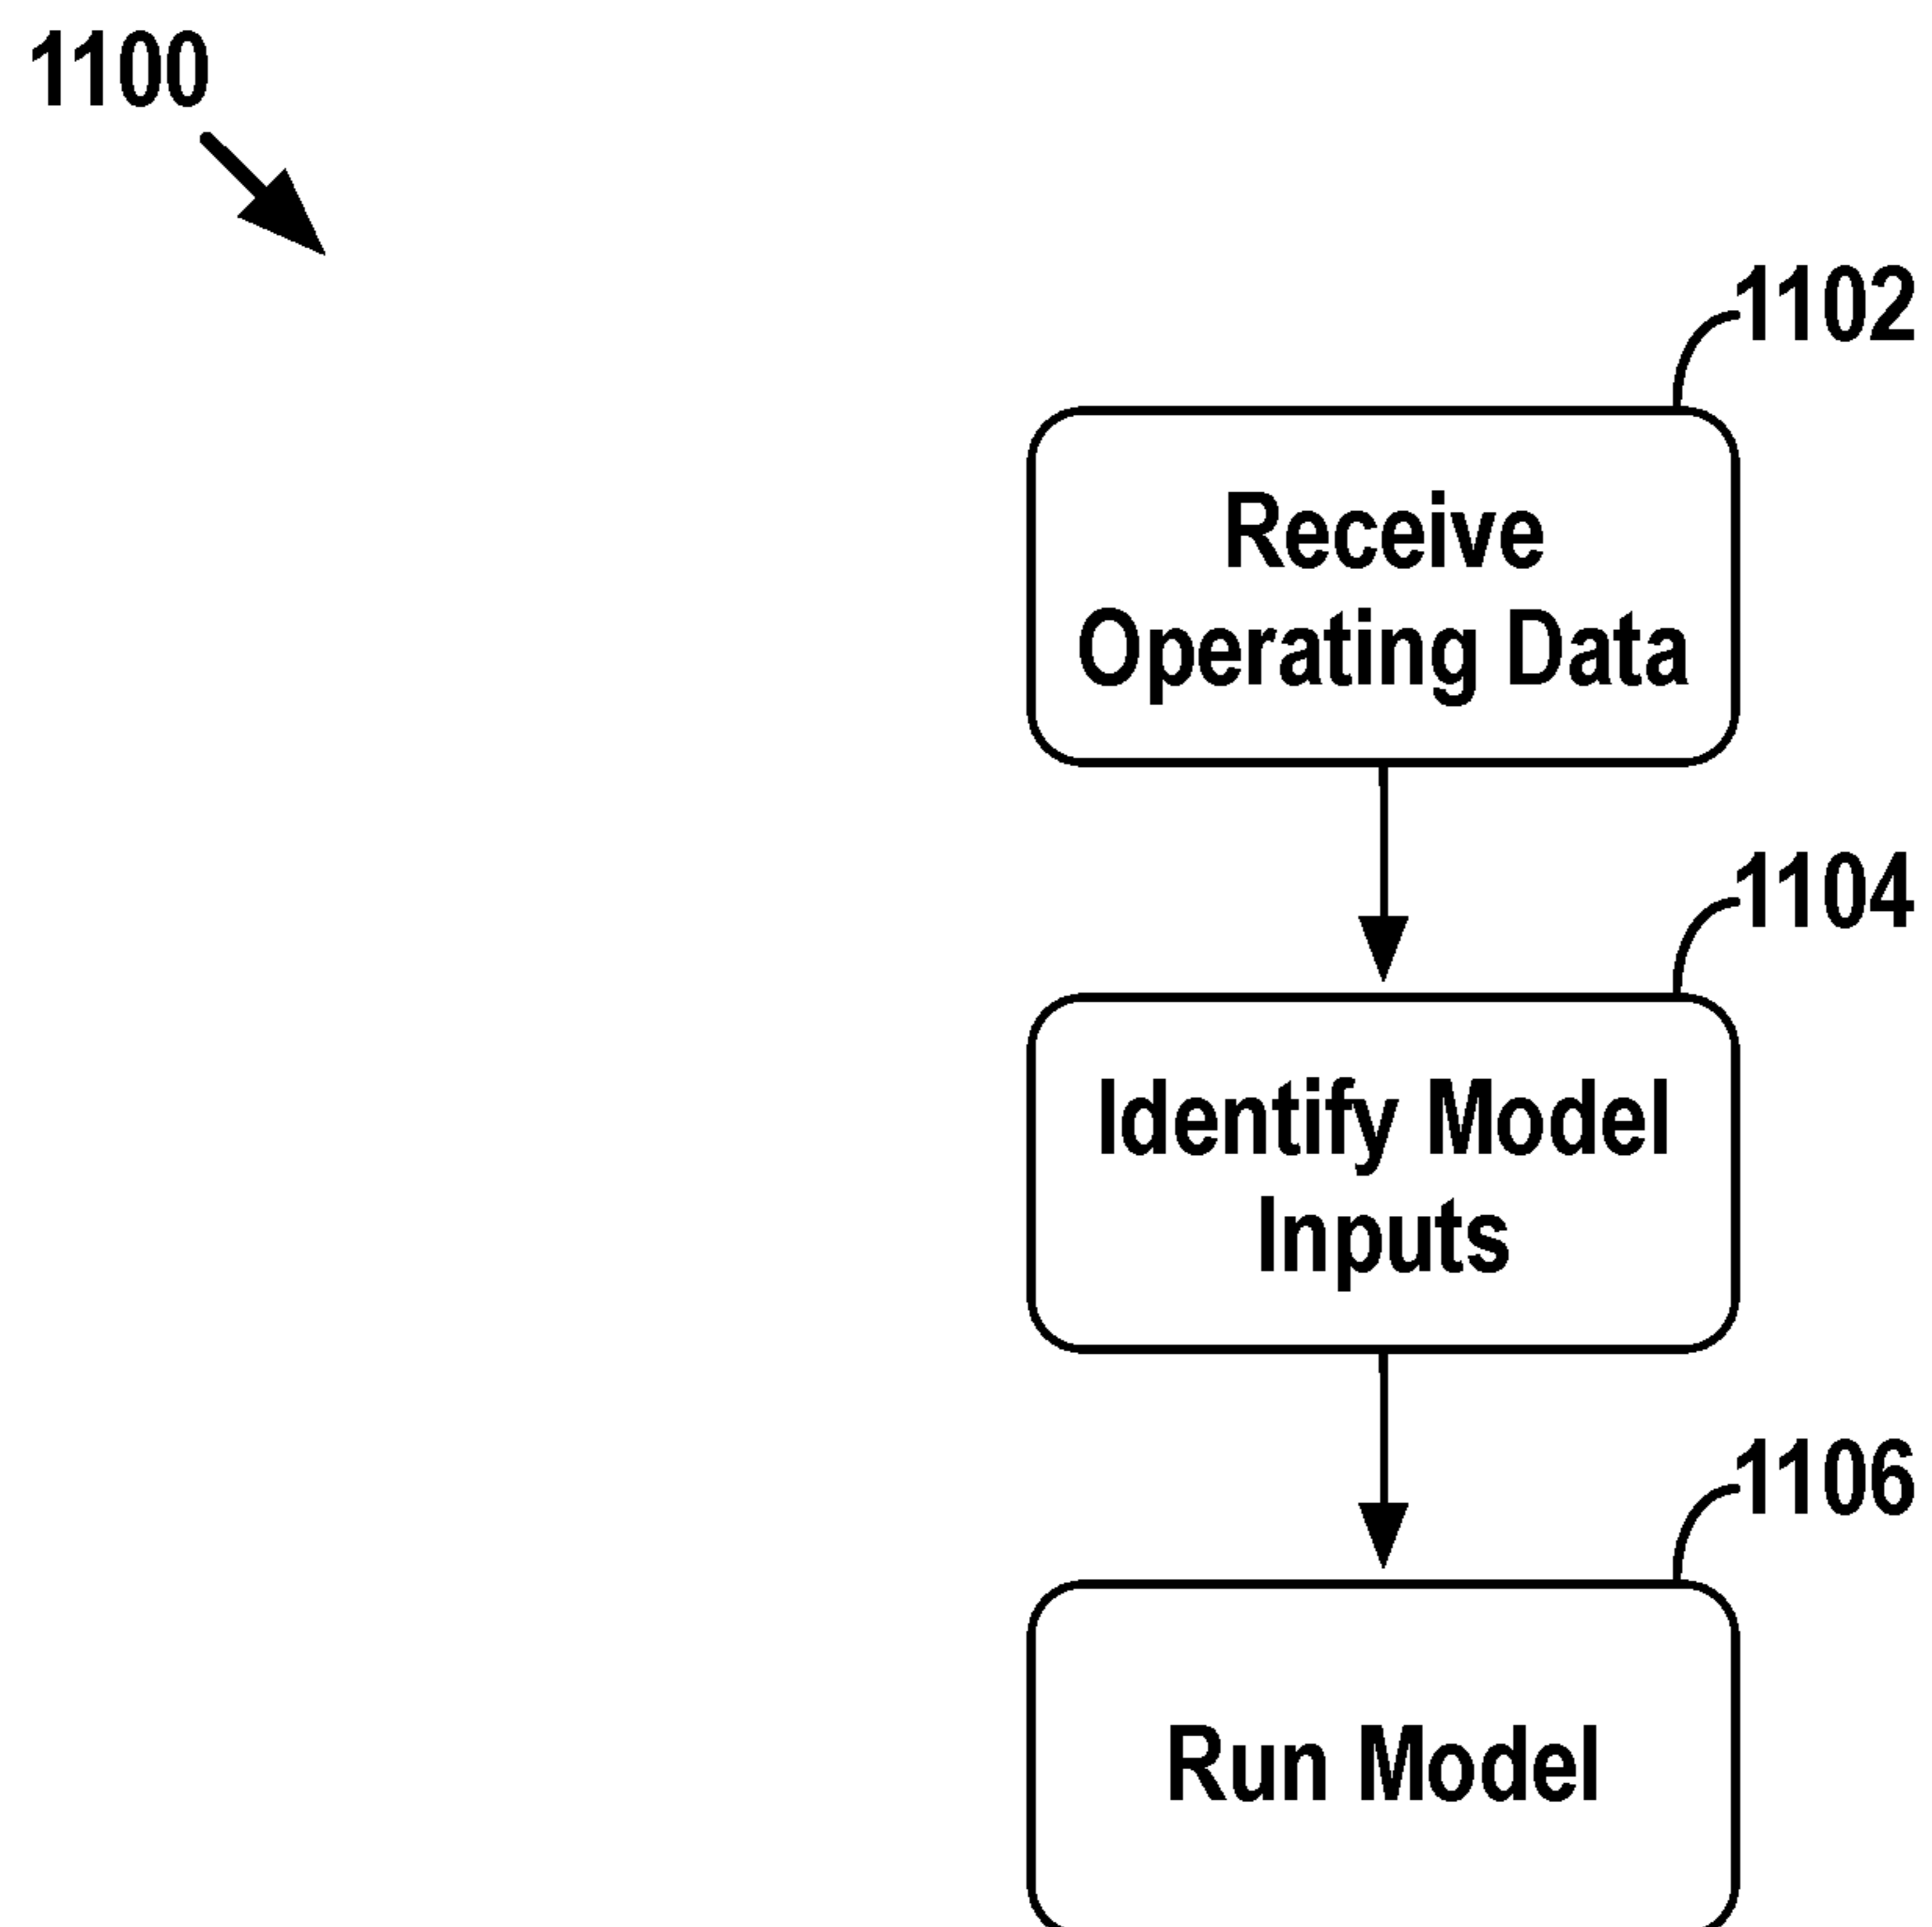 1100
1102
Receive
Operating Data
1104
Identify Model
Inputs
1106
Run Model